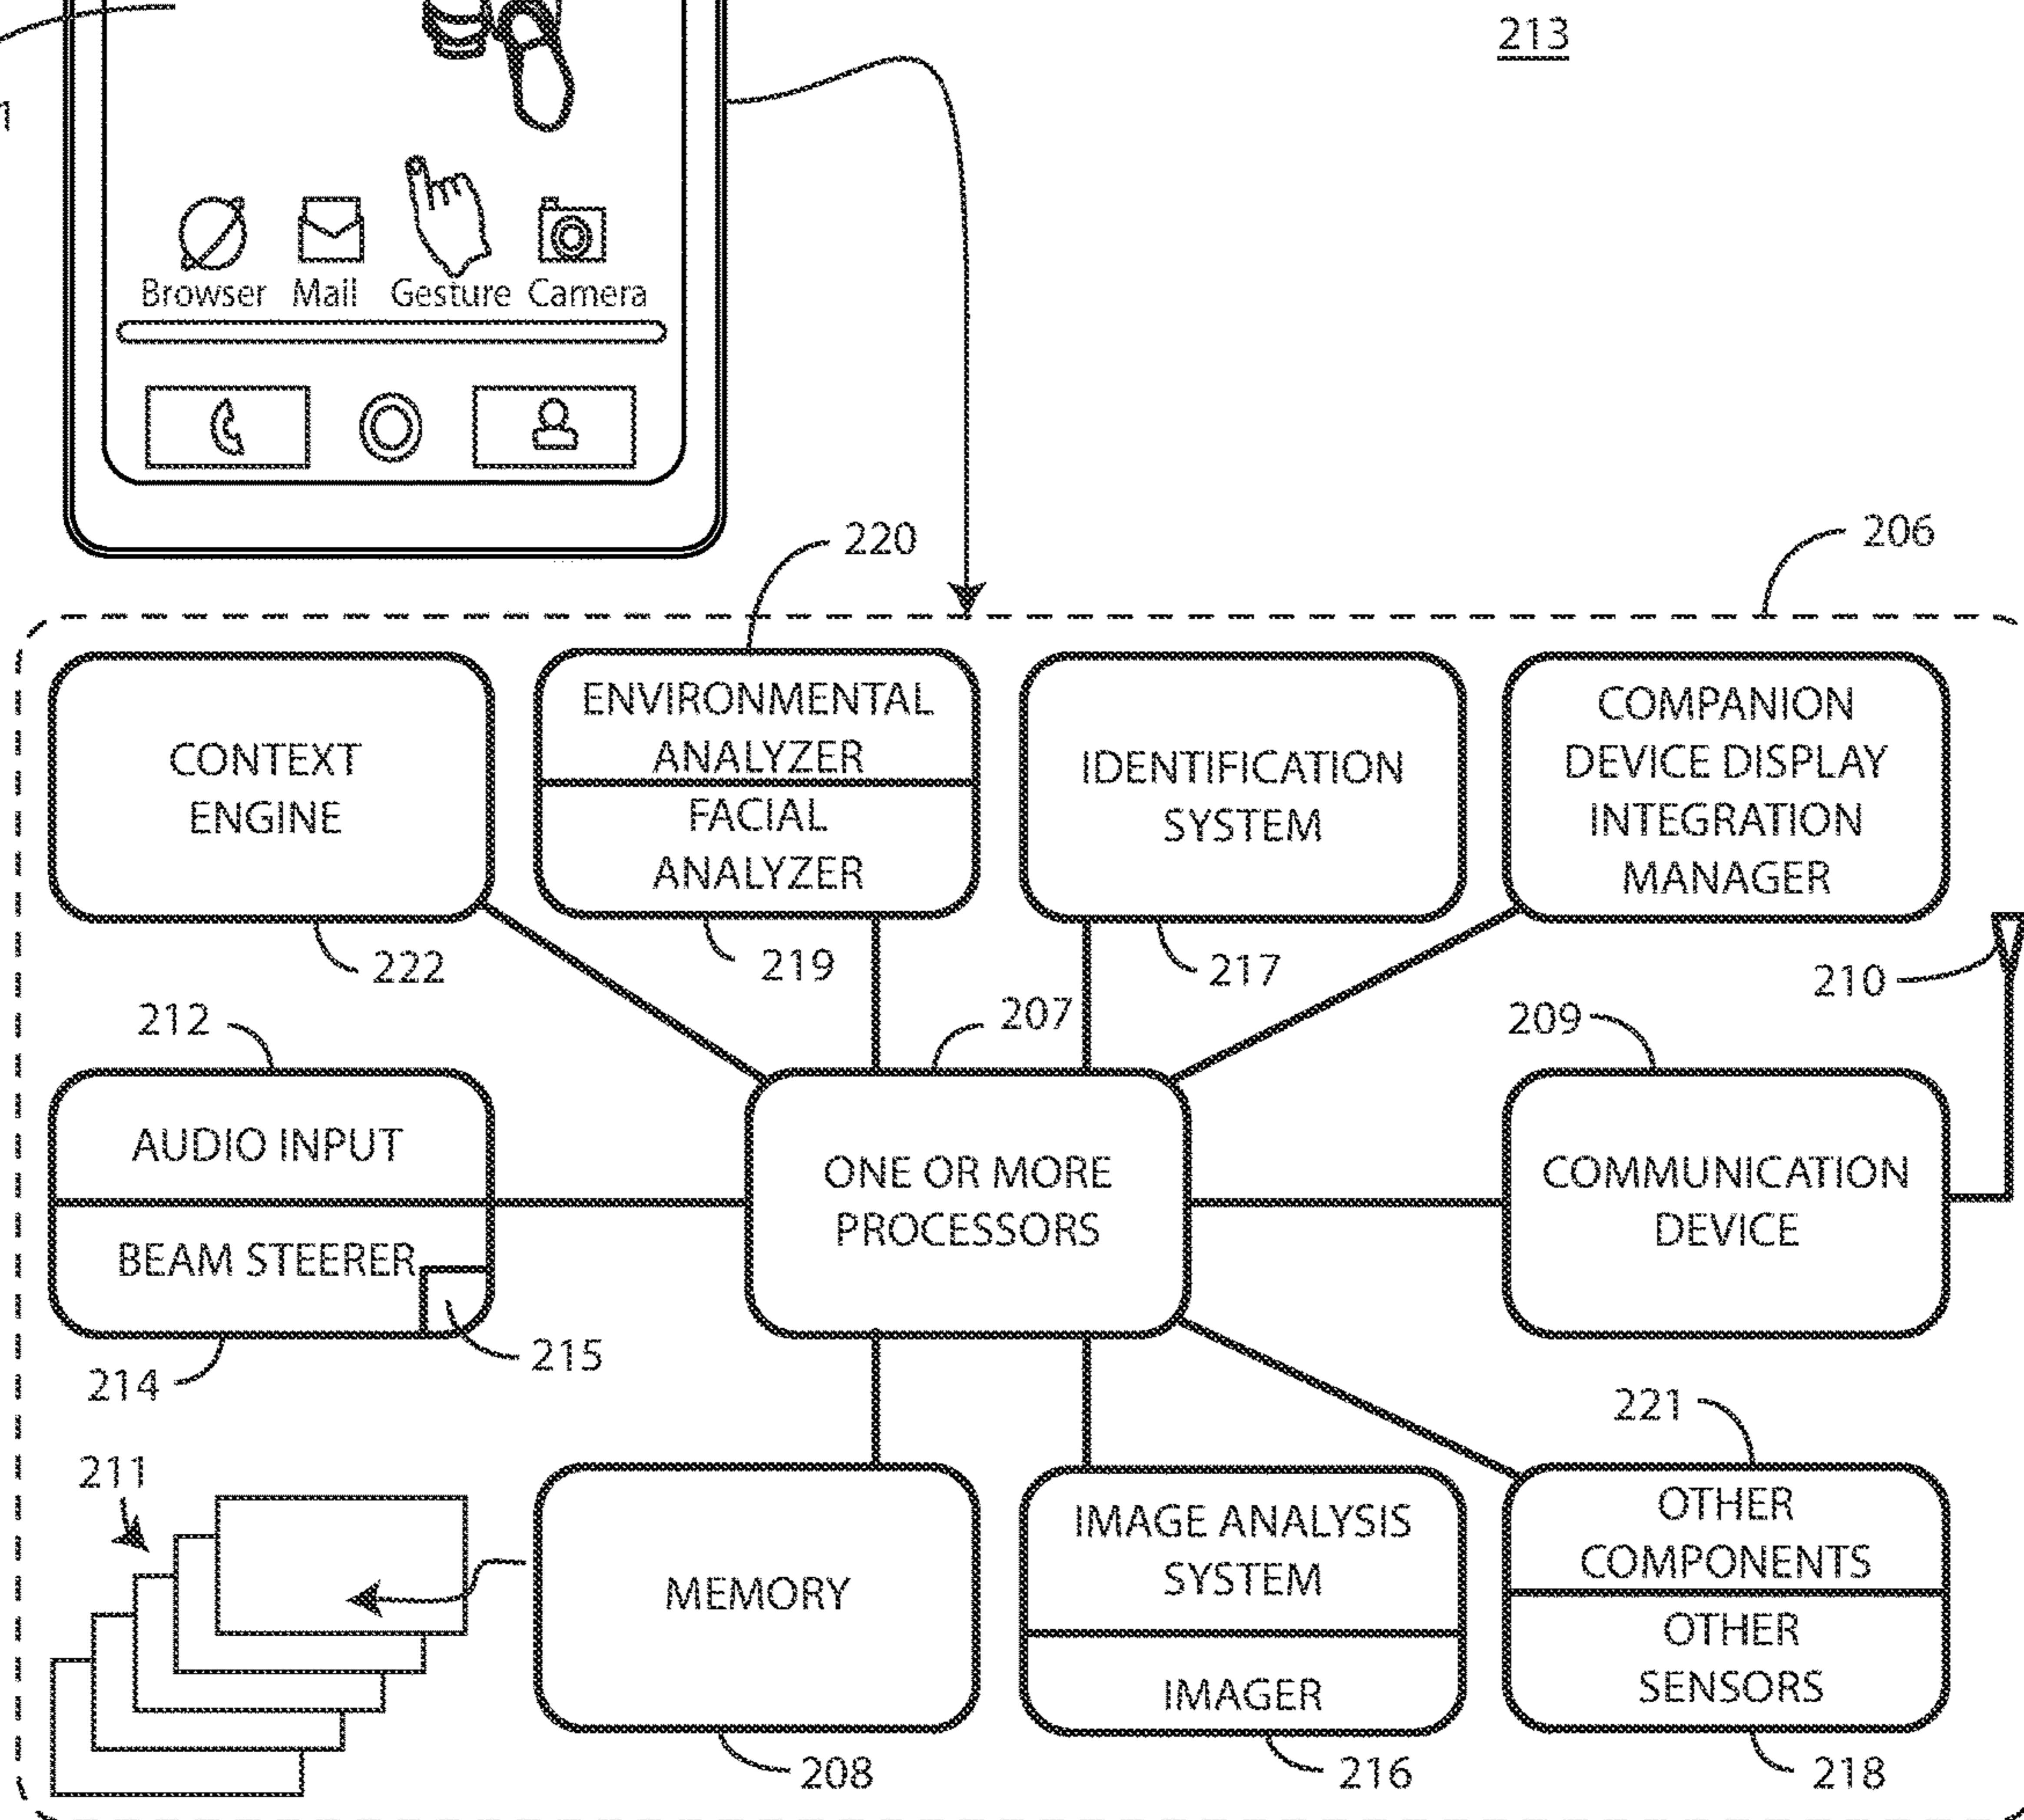 213
1
Browser Mail Gesture Camera
220
206
CONTEXT
ENGINE
ENVIRONMENTAL
ANALYZER
FACIAL
ANALYZER
IDENTIFICATION
SYSTEM
COMPANION
DEVICE DISPLAY
INTEGRATION
MANAGER
222
219
217
210
212
207
209
AUDIO INPUT
BEAM STEERER
ONE OR MORE
PROCESSORS
COMMUNICATION
DEVICE
214
215
221
211
MEMORY
IMAGE ANALYSIS
SYSTEM
IMAGER
OTHER
COMPONENTS
OTHER
SENSORS
208
216
218